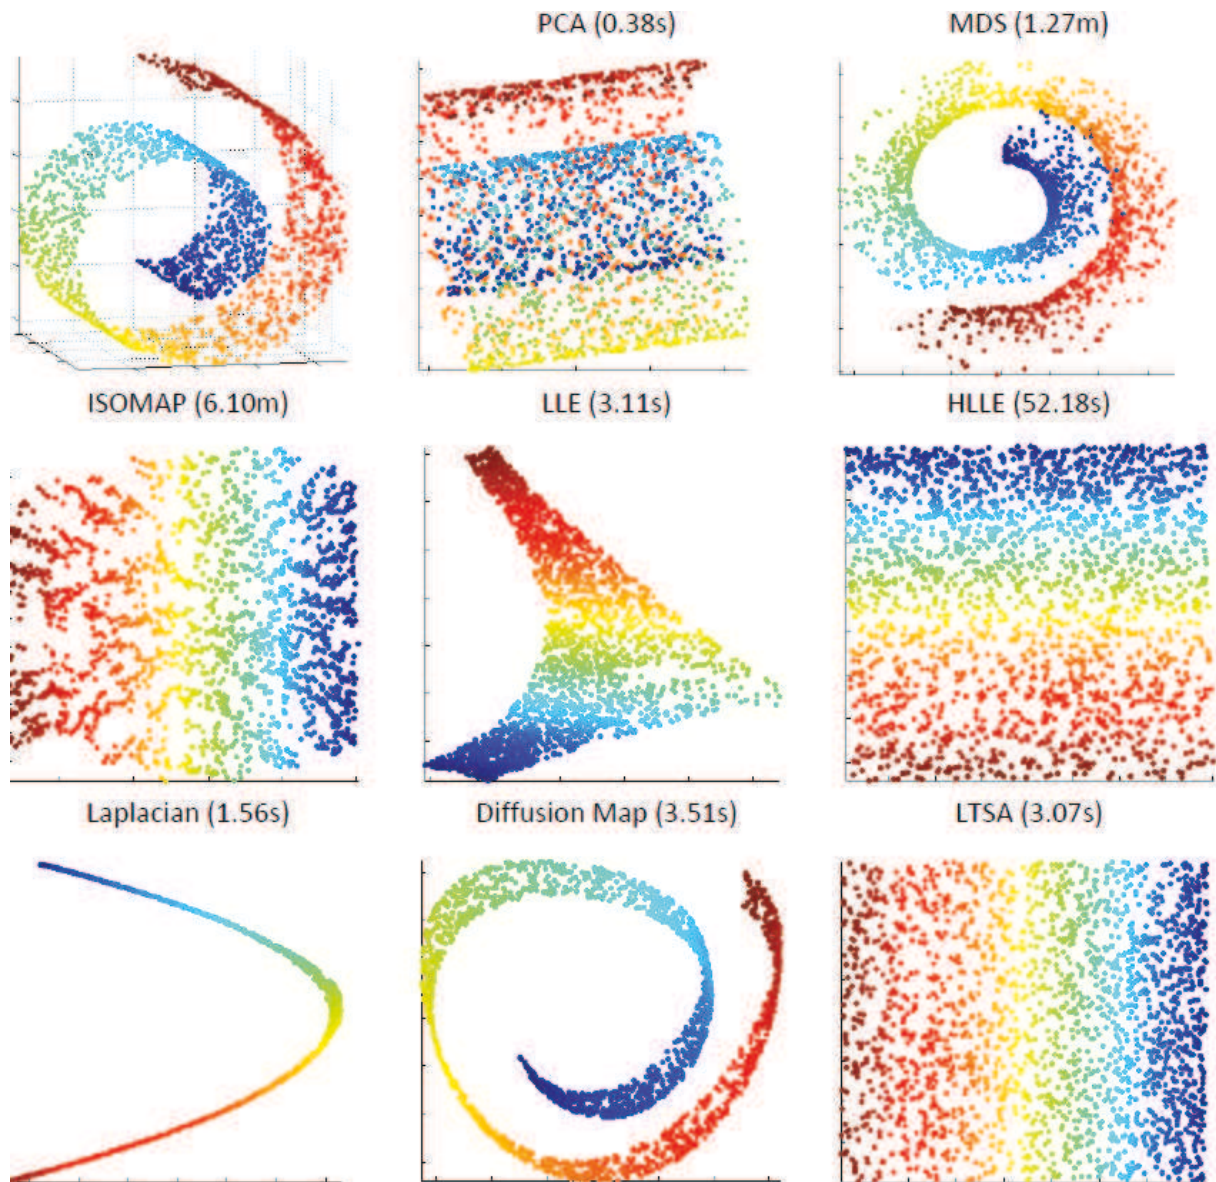 PCA (0.38s)
MDS (1.27m)
ISOMAP (6.10m)
LLE (3.11s)
HLLE (52.18s)
Laplacian (1.56s)
Diffusion Map (3.51s)
LTSA (3.07s)